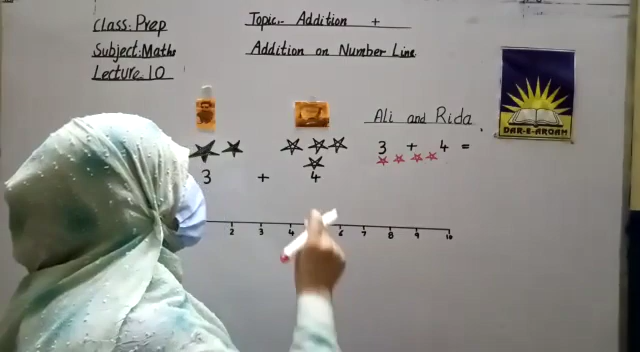 Class: Prep
Topic:- Addition +
Subject: Maths
Addition on Number Line
Lecture. 10
Ali and Rida
3 + 4 =
3 + 4
2 3 4 6 7 8 9 10
DAR-E-ARQAM